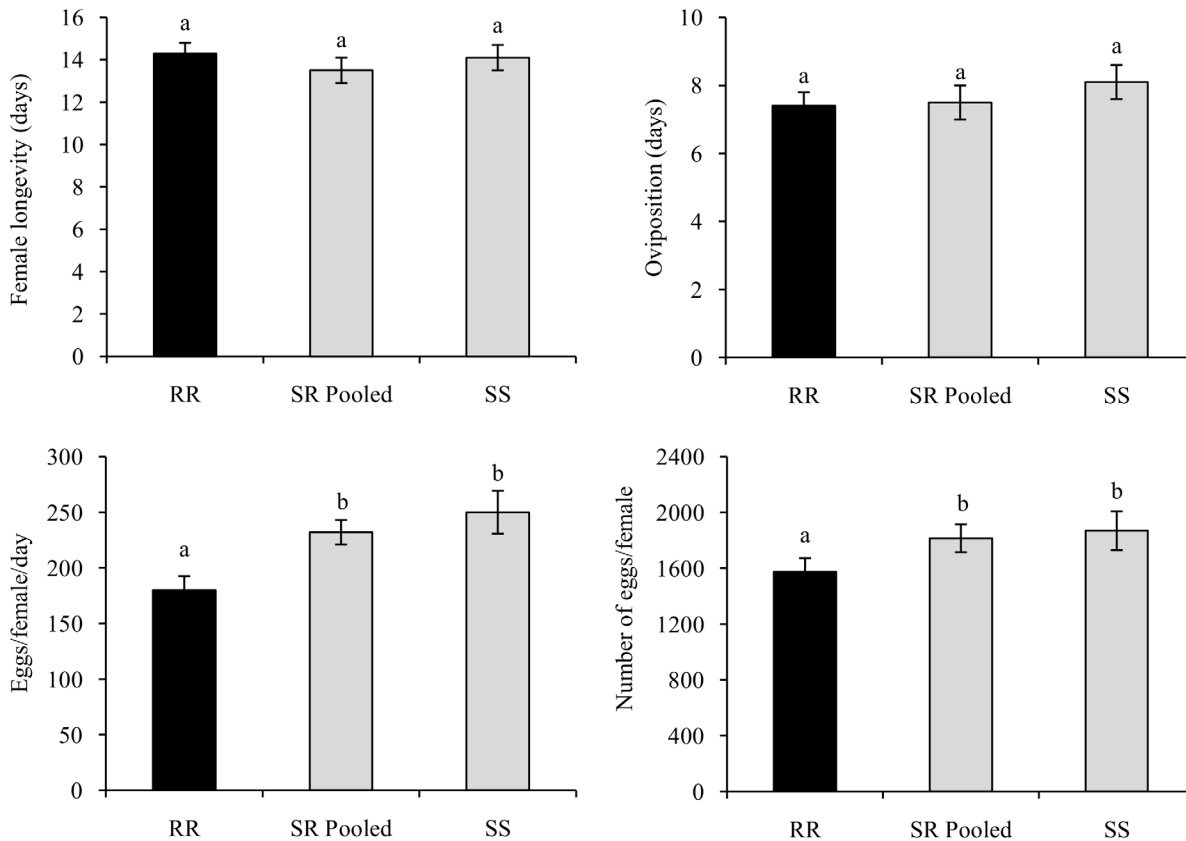 Female longevity (days)
16
14
12
10
8
6
4
2
0
a
a
a
RR
SR Pooled
SS
Oviposition (days)
10
8
6
4
2
0
a
a
a
RR
SR Pooled
SS
Eggs/female/day
300
250
200
150
100
50
0
a
b
b
RR
SR Pooled
SS
Number of eggs/female
2400
2000
1600
1200
800
400
0
a
b
b
RR
SR Pooled
SS